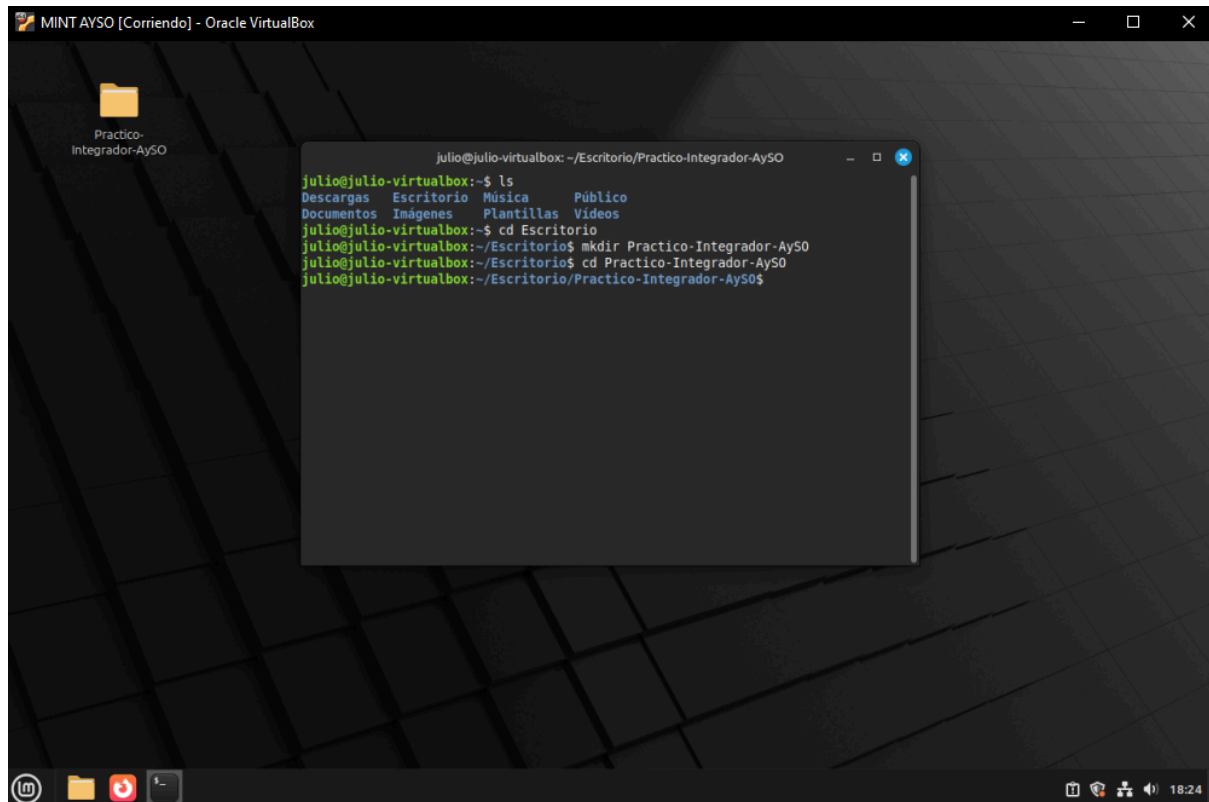 MINT AYSO [Corriendo] - Oracle VirtualBox
Practico-
Integrador-AySO
julio@julio-virtualbox: ~/Escritorio/Practico-Integrador-AySO
julio@julio-virtualbox:~$ ls
Descargas Escritorio Música Público
Documentos Imágenes Plantillas Vídeos
julio@julio-virtualbox:~$ cd Escritorio
julio@julio-virtualbox:~/Escritorio$ mkdir Practico-Integrador-AySO
julio@julio-virtualbox:~/Escritorio$ cd Practico-Integrador-AySO
julio@julio-virtualbox:~/Escritorio/Practico-Integrador-AySO$
18:24